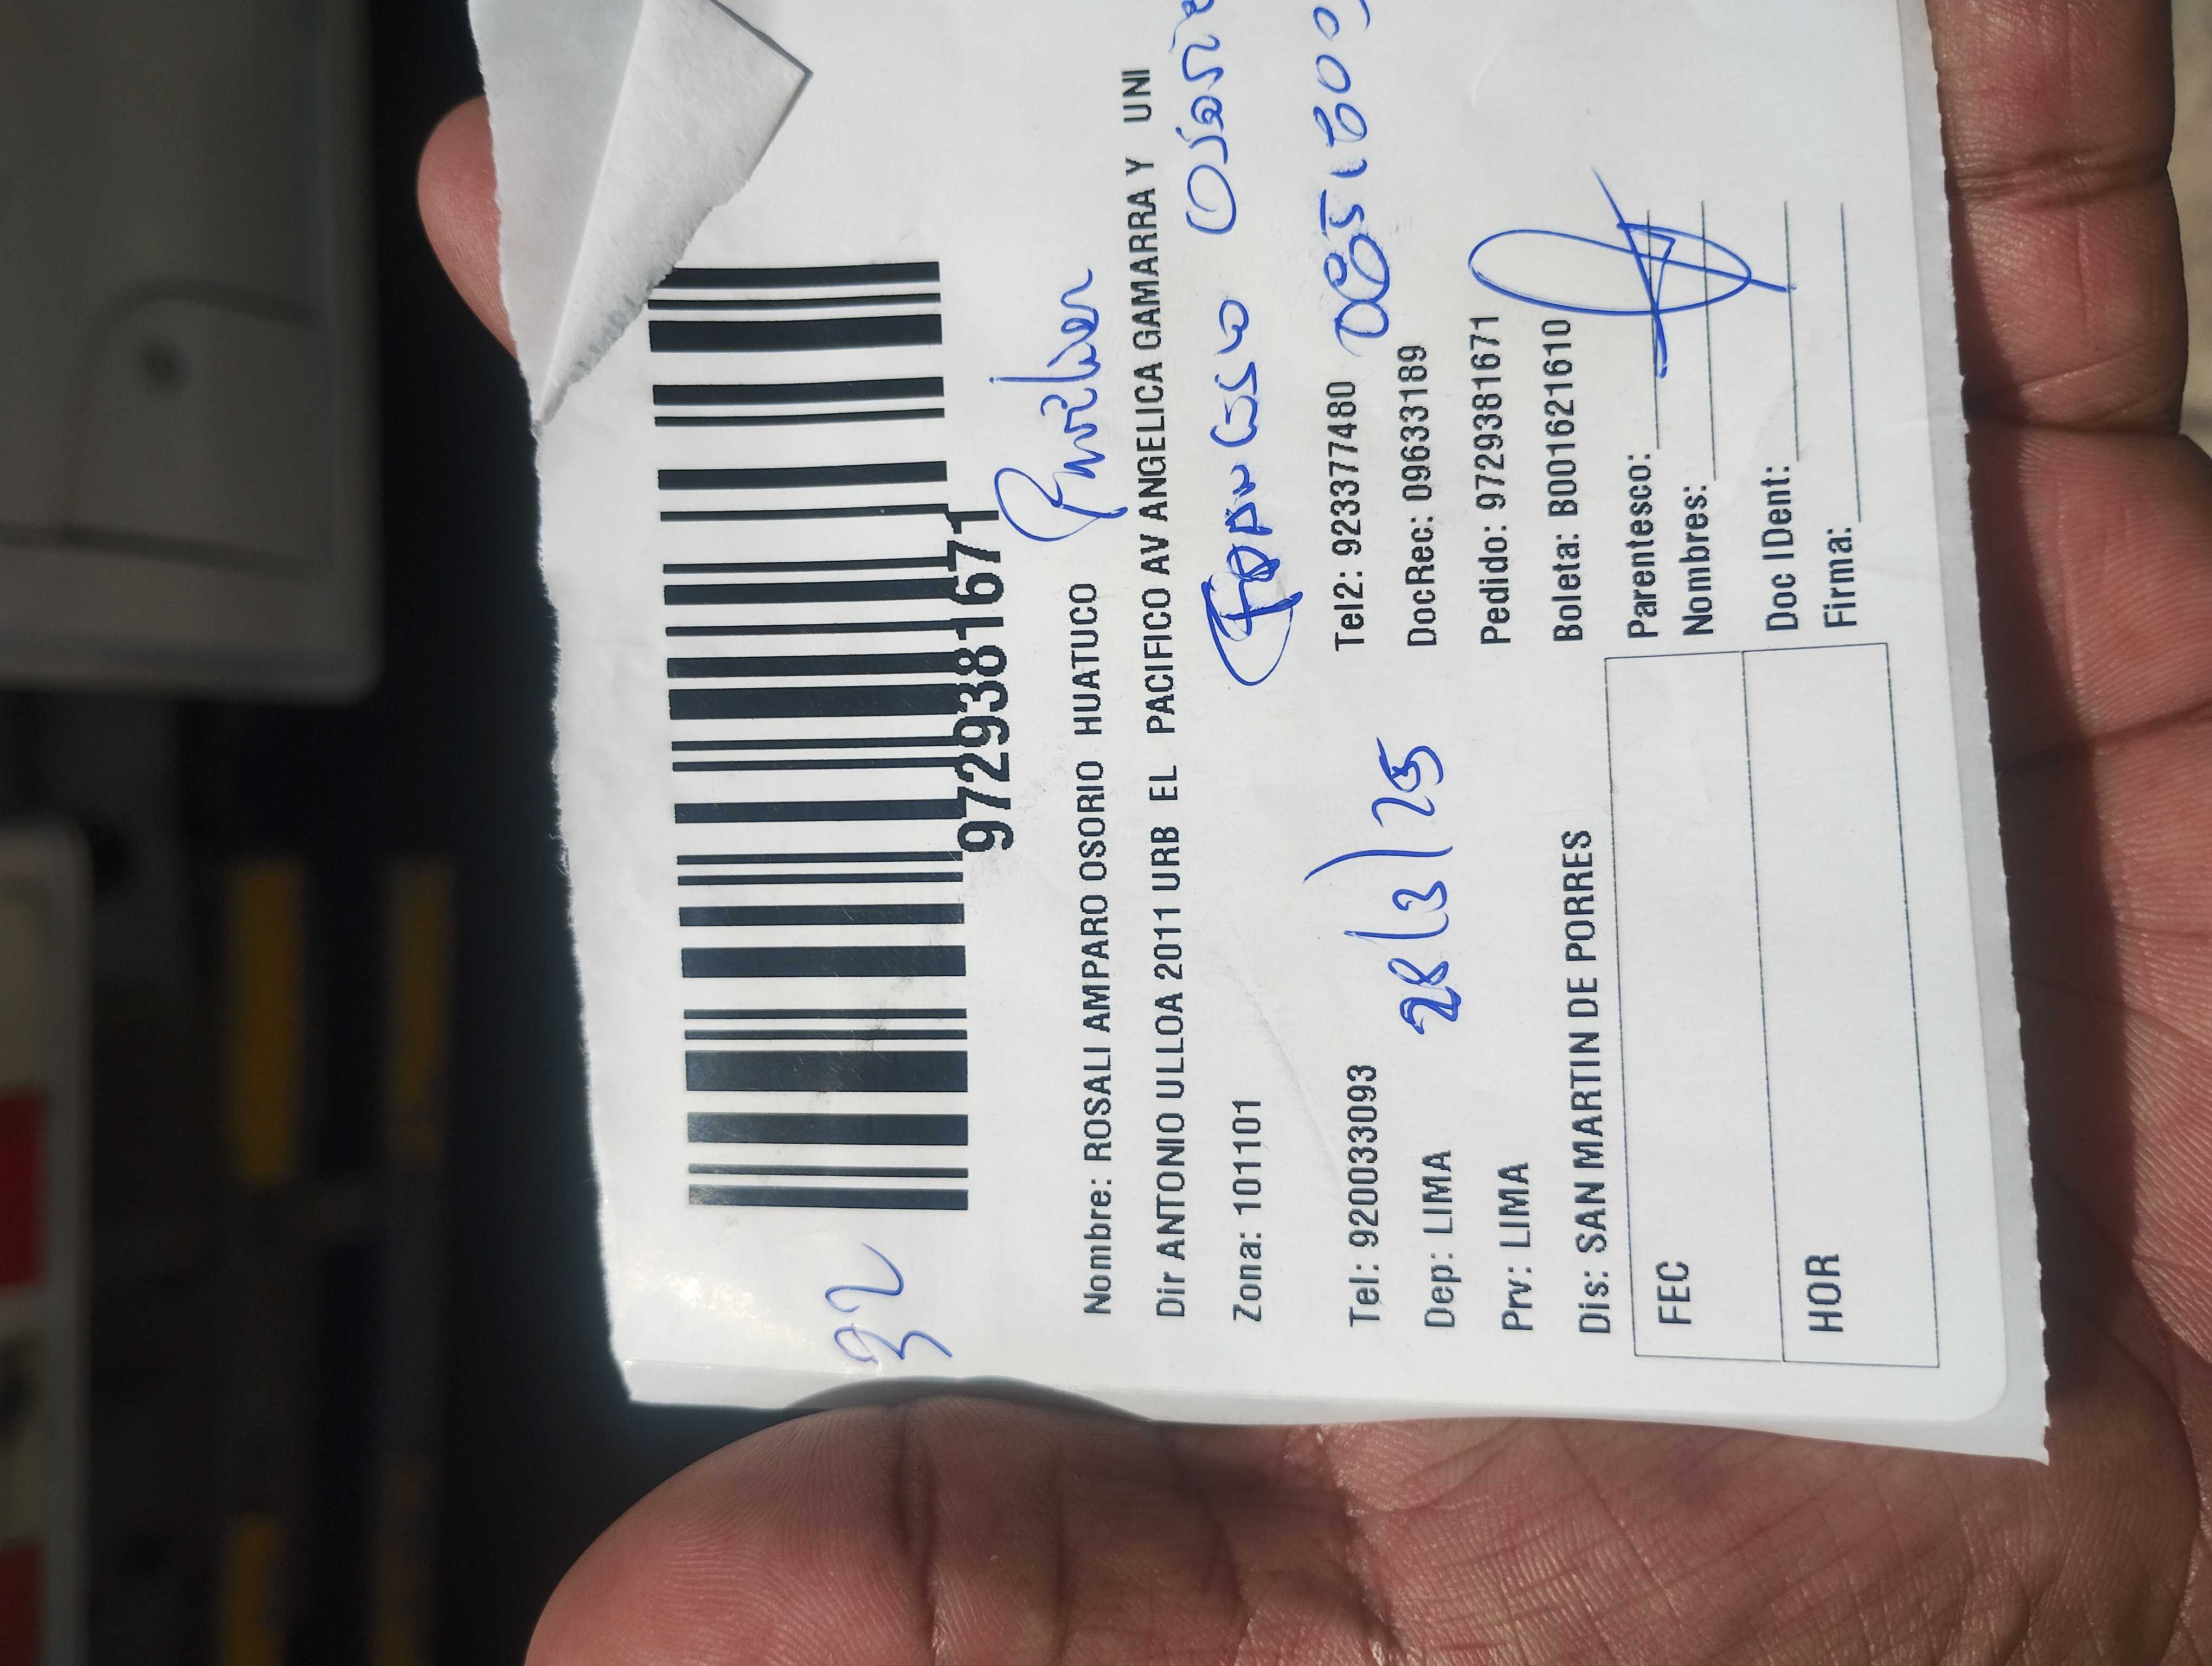 32
9729381671
Nombre: ROSALI AMPARO OSORIO HUATUCO
Dir ANTONIO ULLOA 2011 URB EL PACIFICO AV ANGELICA GAMARRA Y UNI
Zona: 101101
Tel: 920033093 Tel2: 923377480
Dep: LIMA DocRec: 09633189
28/3/25
Prv: LIMA Pedido: 9729381671
Dis: SAN MARTIN DE PORRES Boleta: B001621610
FEC Parentesco:
Nombres:
HOR Doc IDent:
Firma: